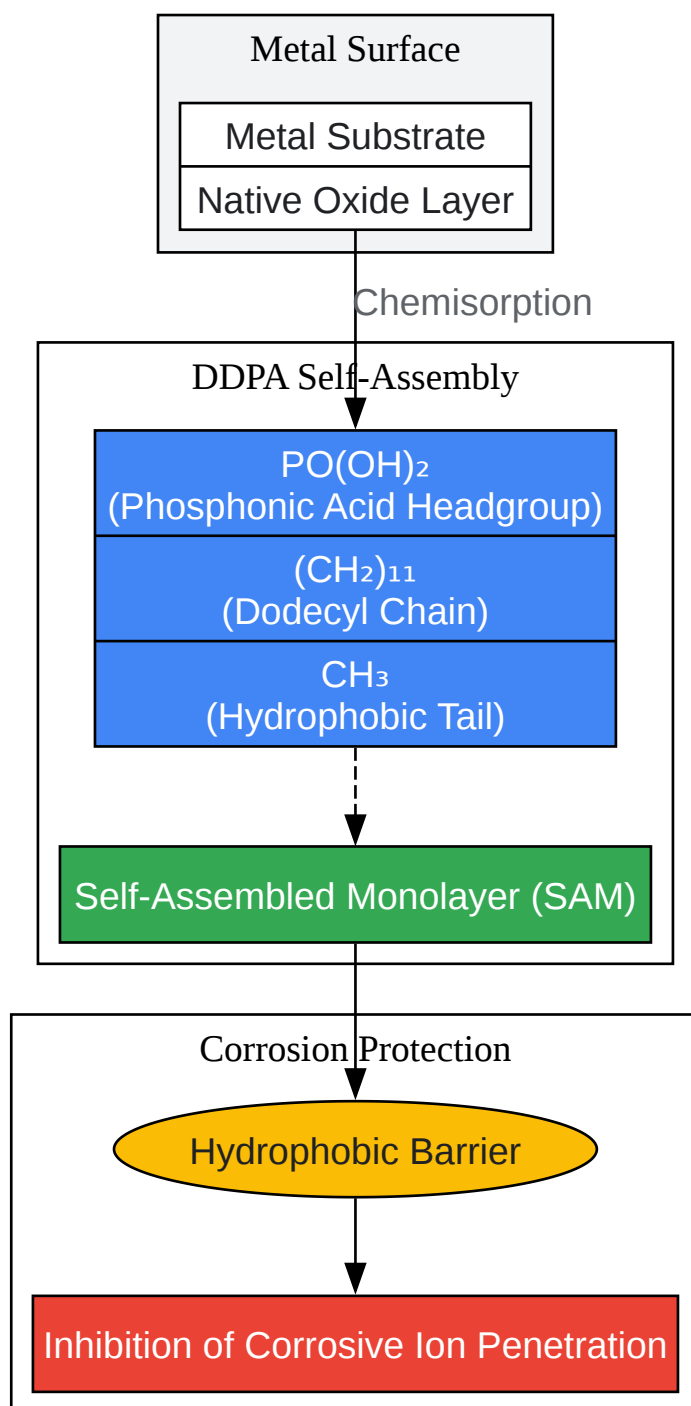 Metal Surface
Metal Substrate
Native Oxide Layer
Chemisorption
DDPA Self-Assembly
PO(OH)₂
(Phosphonic Acid Headgroup)
(CH₂)₁₁
(Dodecyl Chain)
CH₃
(Hydrophobic Tail)
Self-Assembled Monolayer (SAM)
Corrosion Protection
Hydrophobic Barrier
Inhibition of Corrosive Ion Penetration